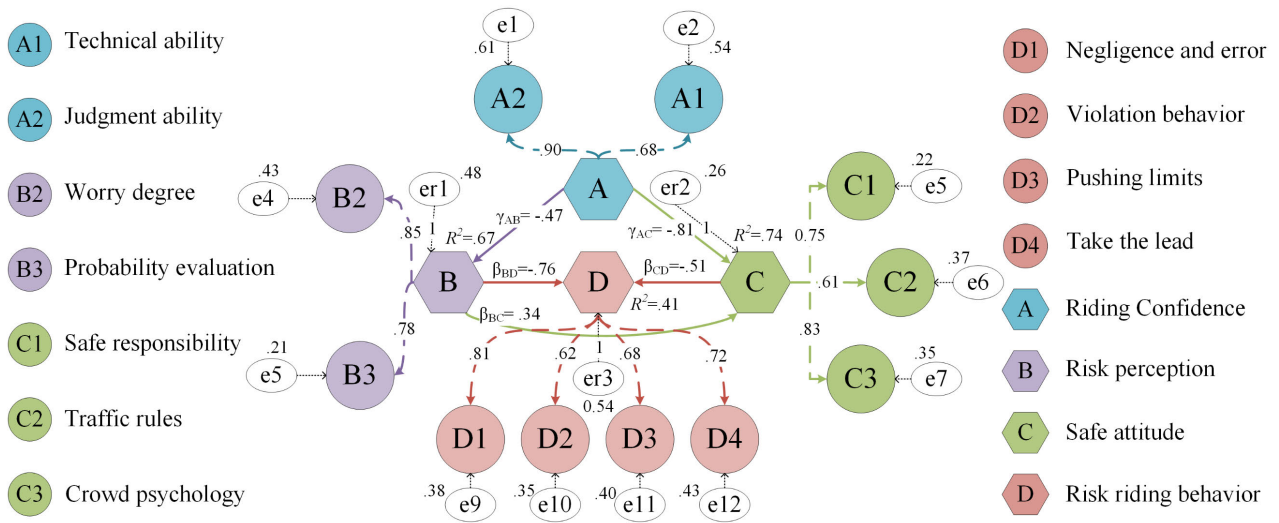 A1 Technical ability
A2 Judgment ability
B2 Worry degree
B3 Probability evaluation
C1 Safe responsibility
C2 Traffic rules
C3 Crowd psychology
e1
.61
e2
.54
A2
A1
.90
.68
A
e4
.43
B2
er1
.48
1
er2
.26
1
C1
e5
.22
.85
γAB= -.47
γAC= -.81
R²=.67
R²=.74
0.75
B
βBD=-.76
D
βCD=-.51
C
.61
C2
e6
.37
R²=.41
βBC= .34
.78
e5
.21
B3
.83
C3
e7
.35
.81
.62
1
.68
.72
er3
0.54
D1
D2
D3
D4
.38
e9
.35
e10
.40
e11
.43
e12
D1 Negligence and error
D2 Violation behavior
D3 Pushing limits
D4 Take the lead
A Riding Confidence
B Risk perception
C Safe attitude
D Risk riding behavior